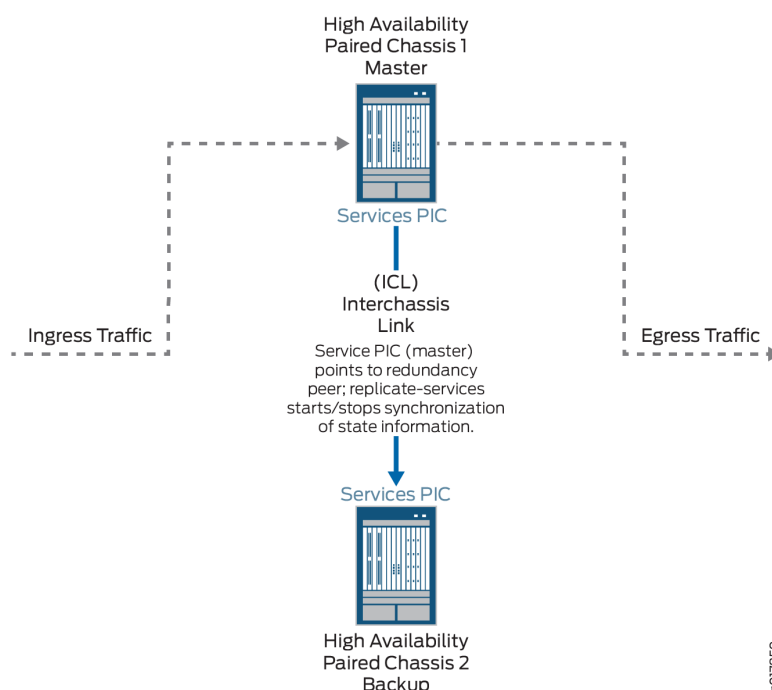 High Availability
Paired Chassis 1
Master
Services PIC
(ICL)
Interchassis
Link
Ingress Traffic
Egress Traffic
Service PIC (master)
points to redundancy
peer; replicate-services
starts/stops synchronization
of state information.
Services PIC
High Availability
Paired Chassis 2
Backup